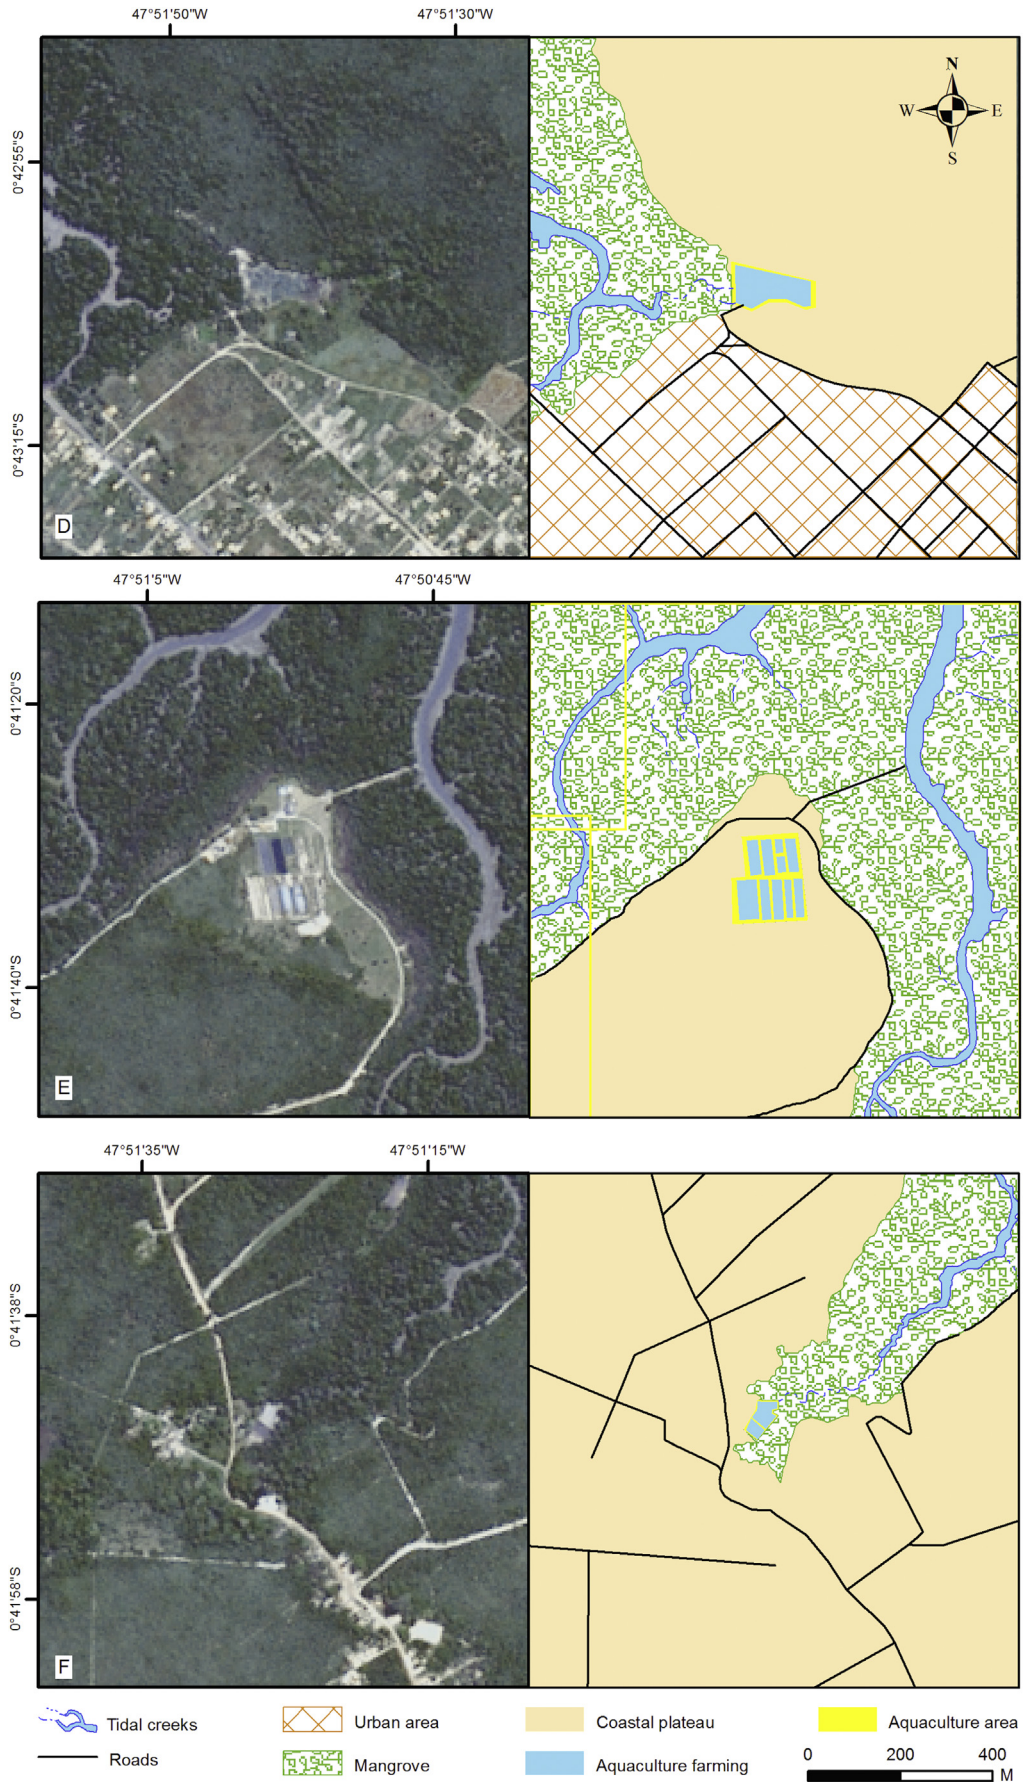 47°51'50"W 47°51'30"W
N
W E
S
0°42'55"S
0°43'15"S
D
47°51'5"W 47°50'45"W
0°41'20"S
0°41'40"S
E
47°51'35"W 47°51'15"W
0°41'38"S
0°41'58"S
F
Tidal creeks Urban area Coastal plateau Aquaculture area
Roads Mangrove Aquaculture farming 0 200 400
M